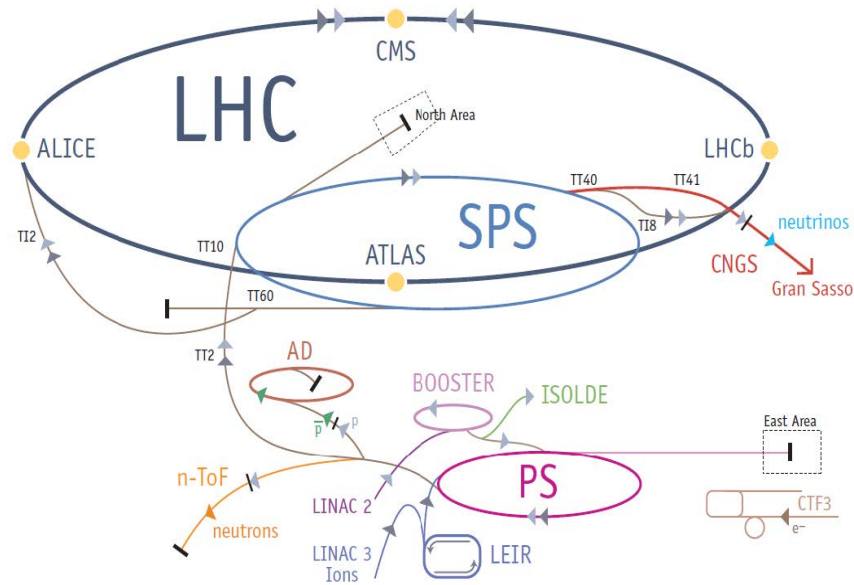 CMS
LHC
North Area
ALICE
LHCb
TT40
TT41
SPS
TI8
neutrinos
TI2
TT10
ATLAS
CNGS
Gran Sasso
TT60
TT2
AD
BOOSTER
ISOLDE
p̅
p
East Area
n-ToF
PS
LINAC 2
neutrons
CTF3
e⁻
LINAC 3
Ions
LEIR